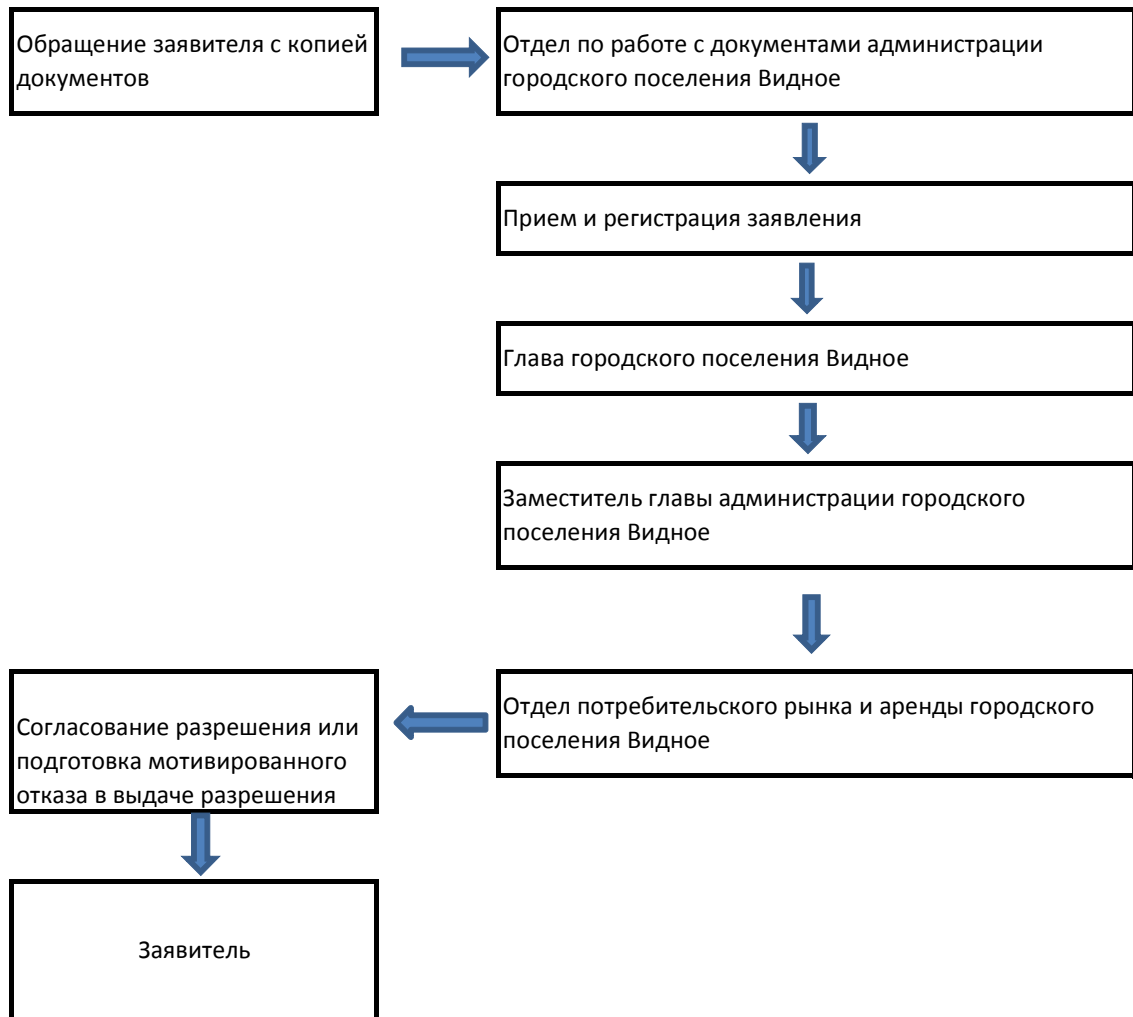 Обращение заявителя с копией
документов
Отдел по работе с документами администрации
городского поселения Видное
Прием и регистрация заявления
Глава городского поселения Видное
Заместитель главы администрации городского
поселения Видное
Отдел потребительского рынка и аренды городского
поселения Видное
Согласование разрешения или
подготовка мотивированного
отказа в выдаче разрешения
Заявитель